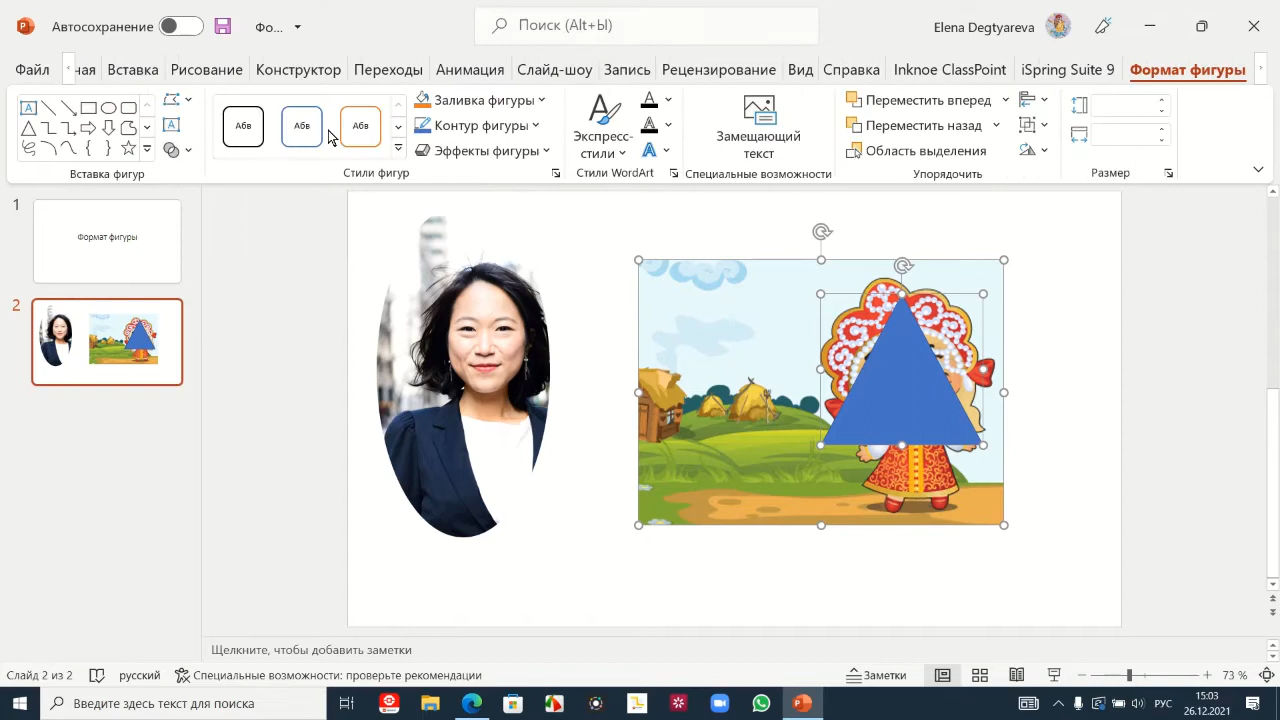 Автосохранение
Фо...
Поиск (Alt+Ы)
Elena Degtyareva
Файл
ная
Вставка
Рисование
Конструктор
Переходы
Анимация
Слайд-шоу
Запись
Рецензирование
Вид
Справка
Inknoe ClassPoint
iSpring Suite 9
Формат фигуры
Абв
Абв
Абв
Заливка фигуры
Контур фигуры
Эффекты фигуры
Экспресс-
стили
Замещающий
текст
Переместить вперед
Переместить назад
Область выделения
Вставка фигур
Стили фигур
Стили WordArt
Специальные возможности
Упорядочить
Размер
1
Формат фигуры
2
Щелкните, чтобы добавить заметки
Слайд 2 из 2
русский
Специальные возможности: проверьте рекомендации
Заметки
73 %
Введите здесь текст для поиска
РУС
15:03
26.12.2021